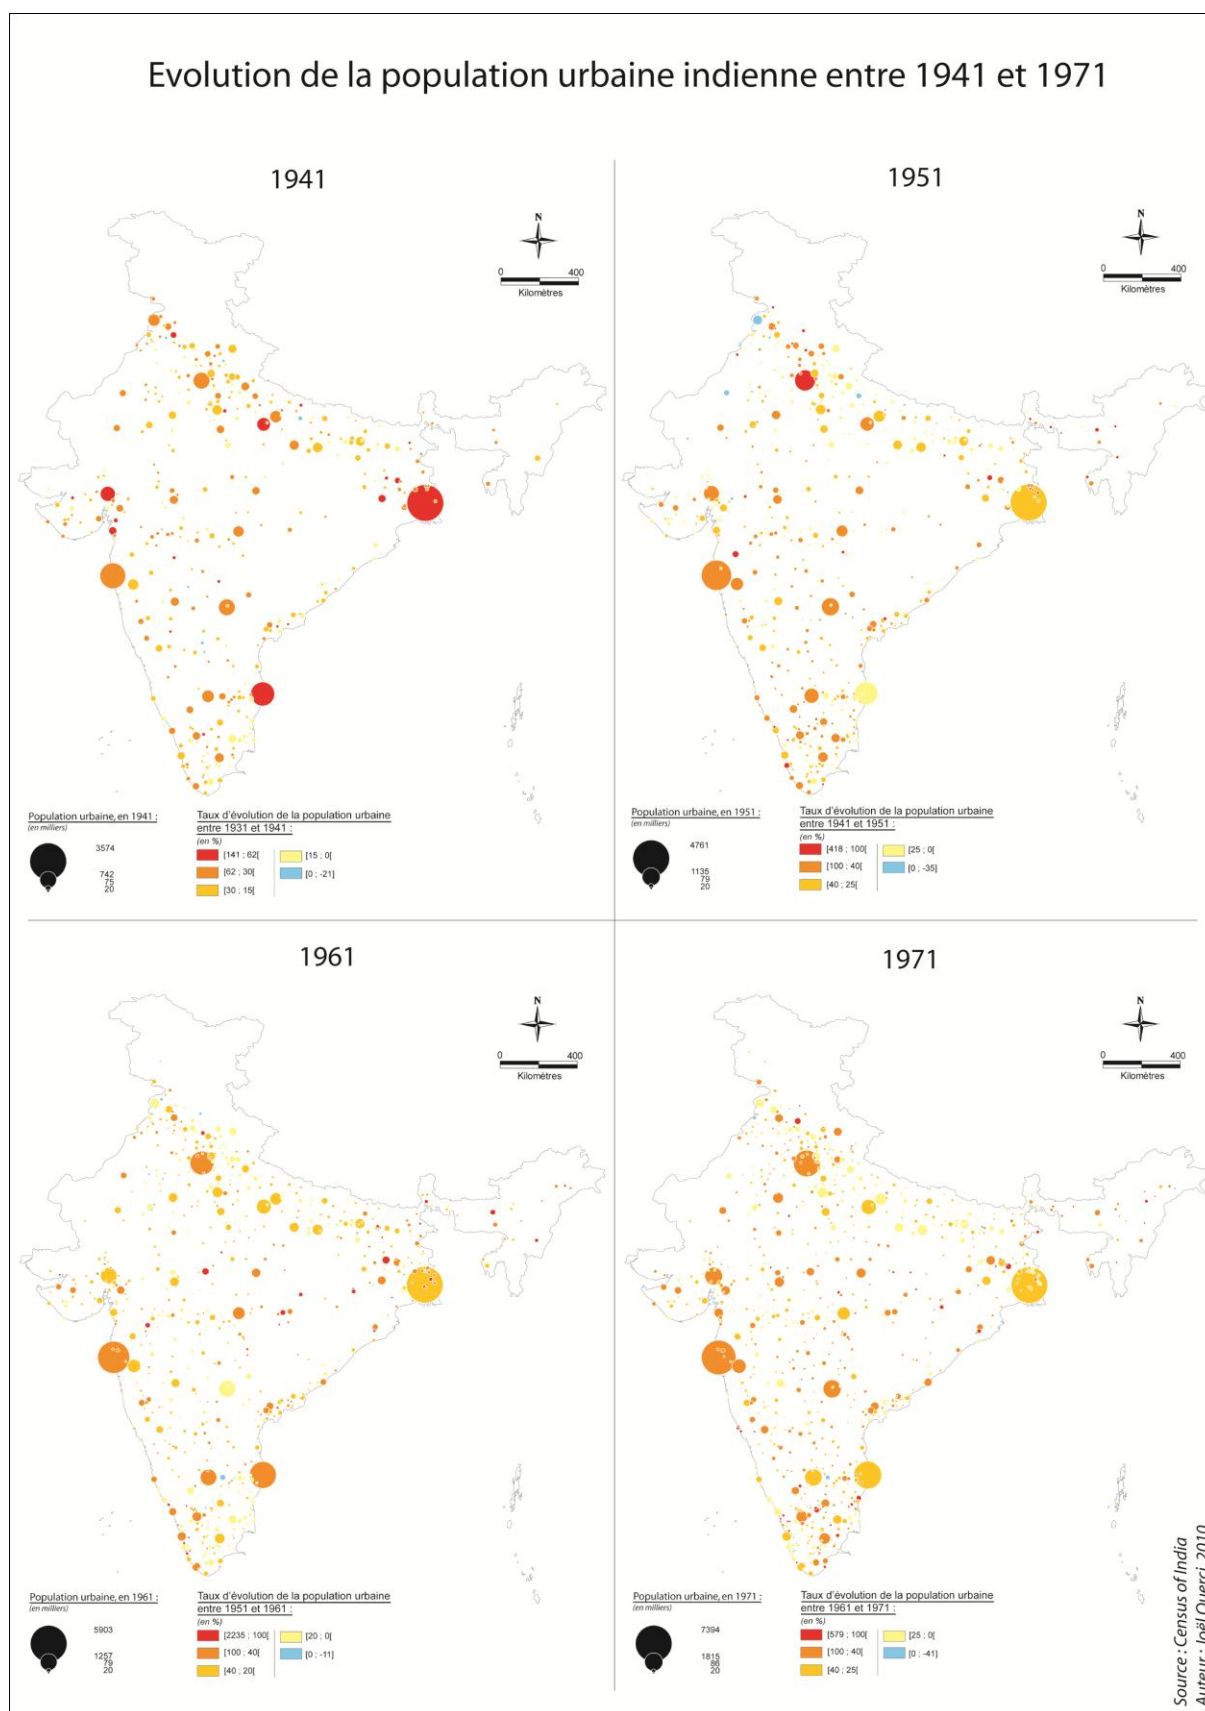 Evolution de la population urbaine indienne entre 1941 et 1971
1941
N
0 400
Kilomètres
Population urbaine, en 1941 :
(en milliers)
3574
742
75
20
Taux d'évolution de la population urbaine
entre 1931 et 1941 :
(en %)
[141 ; 62[
[62 ; 30[
[30 ; 15[
[15 ; 0[
[0 ; -21]
1951
N
0 400
Kilomètres
Population urbaine, en 1951 :
(en milliers)
4761
1135
79
20
Taux d'évolution de la population urbaine
entre 1941 et 1951 :
(en %)
[418 ; 100[
[100 ; 40[
[40 ; 25[
[25 ; 0[
[0 ; -35]
1961
N
0 400
Kilomètres
Population urbaine, en 1961 :
(en milliers)
5903
1257
79
20
Taux d'évolution de la population urbaine
entre 1951 et 1961 :
(en %)
[2235 ; 100[
[100 ; 40[
[40 ; 20[
[20 ; 0[
[0 ; -11]
1971
N
0 400
Kilomètres
Population urbaine, en 1971 :
(en milliers)
7394
1815
86
20
Taux d'évolution de la population urbaine
entre 1961 et 1971 :
(en %)
[579 ; 100[
[100 ; 40[
[40 ; 25[
[25 ; 0[
[0 ; -41]
Source : Census of India
Auteur : Joël Querci, 2010